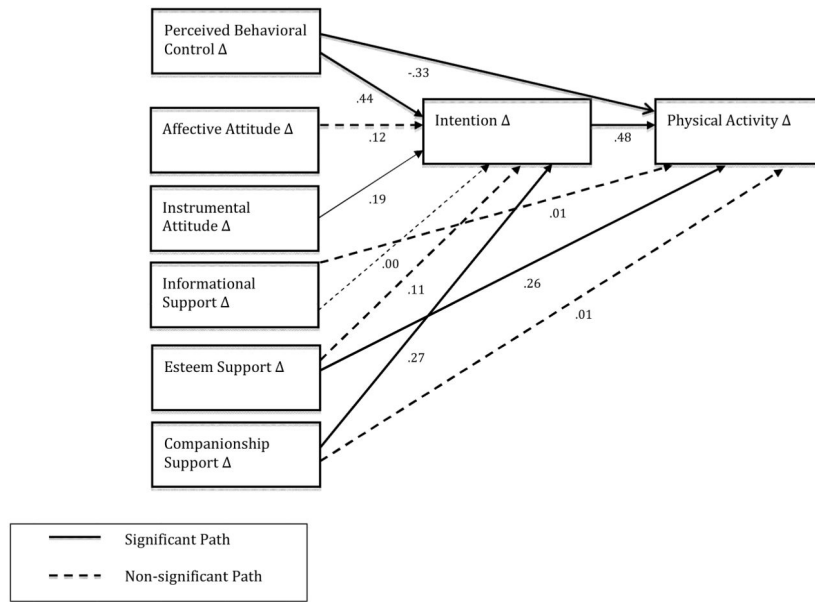 Perceived Behavioral
Control Δ
-.33
.44
Intention Δ
Physical Activity Δ
Affective Attitude Δ
.12
.48
Instrumental
Attitude Δ
.19
.01
Informational
Support Δ
.00
.11
.26
.01
Esteem Support Δ
.27
Companionship
Support Δ
Significant Path
Non-significant Path